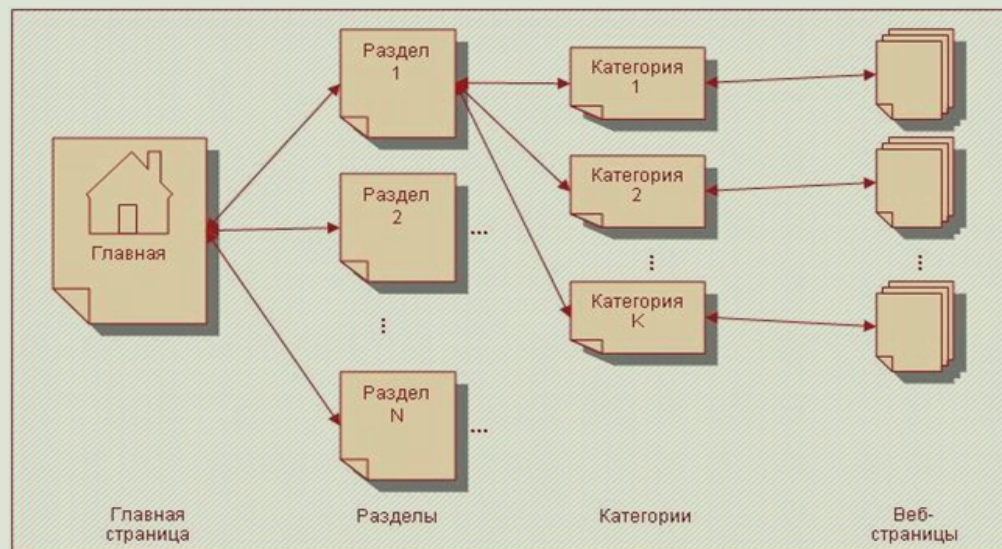 Главная
Раздел
1
Раздел
2
...
...
Раздел
N
...
Категория
1
Категория
2
...
Категория
K
...
Главная
страница
Разделы
Категории
Веб-
страницы